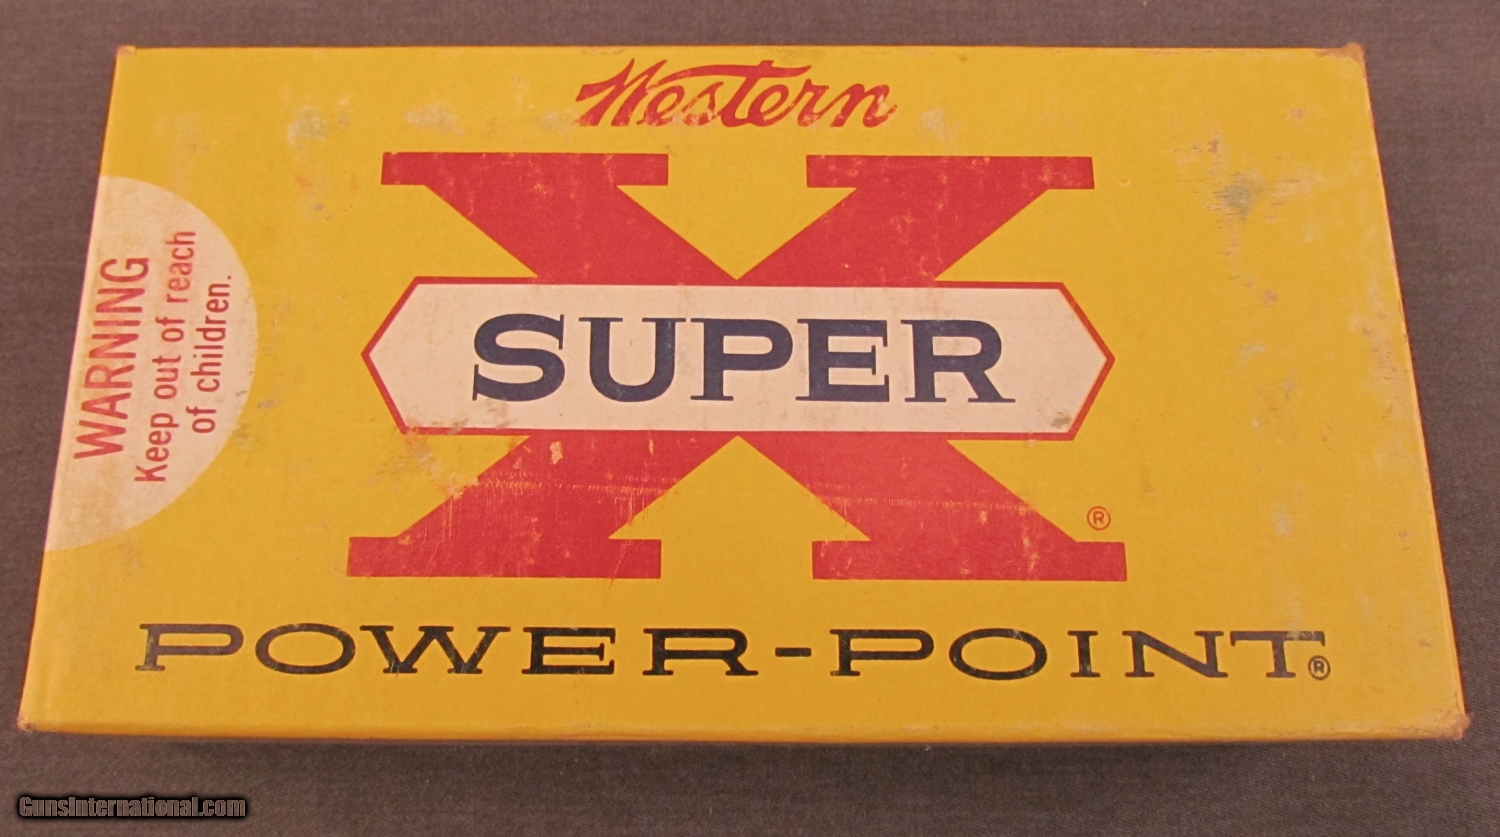 Western
X
SUPER
®
POWER-POINT®
WARNING
Keep out of reach
of children.
GunsInternational.com